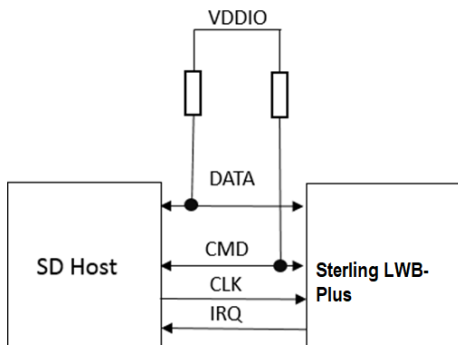 VDDIO
DATA
SD Host
CMD
Sterling LWB-
Plus
CLK
IRQ